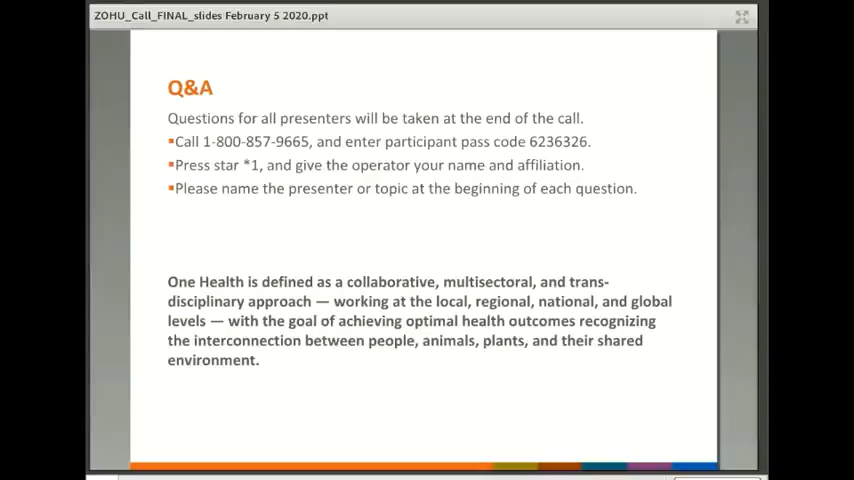 ZOHU_Call_FINAL_slides February 5 2020.ppt
Q&A
Questions for all presenters will be taken at the end of the call.
▪Call 1-800-857-9665, and enter participant pass code 6236326.
▪Press star *1, and give the operator your name and affiliation.
▪Please name the presenter or topic at the beginning of each question.
One Health is defined as a collaborative, multisectoral, and trans-
disciplinary approach — working at the local, regional, national, and global
levels — with the goal of achieving optimal health outcomes recognizing
the interconnection between people, animals, plants, and their shared
environment.